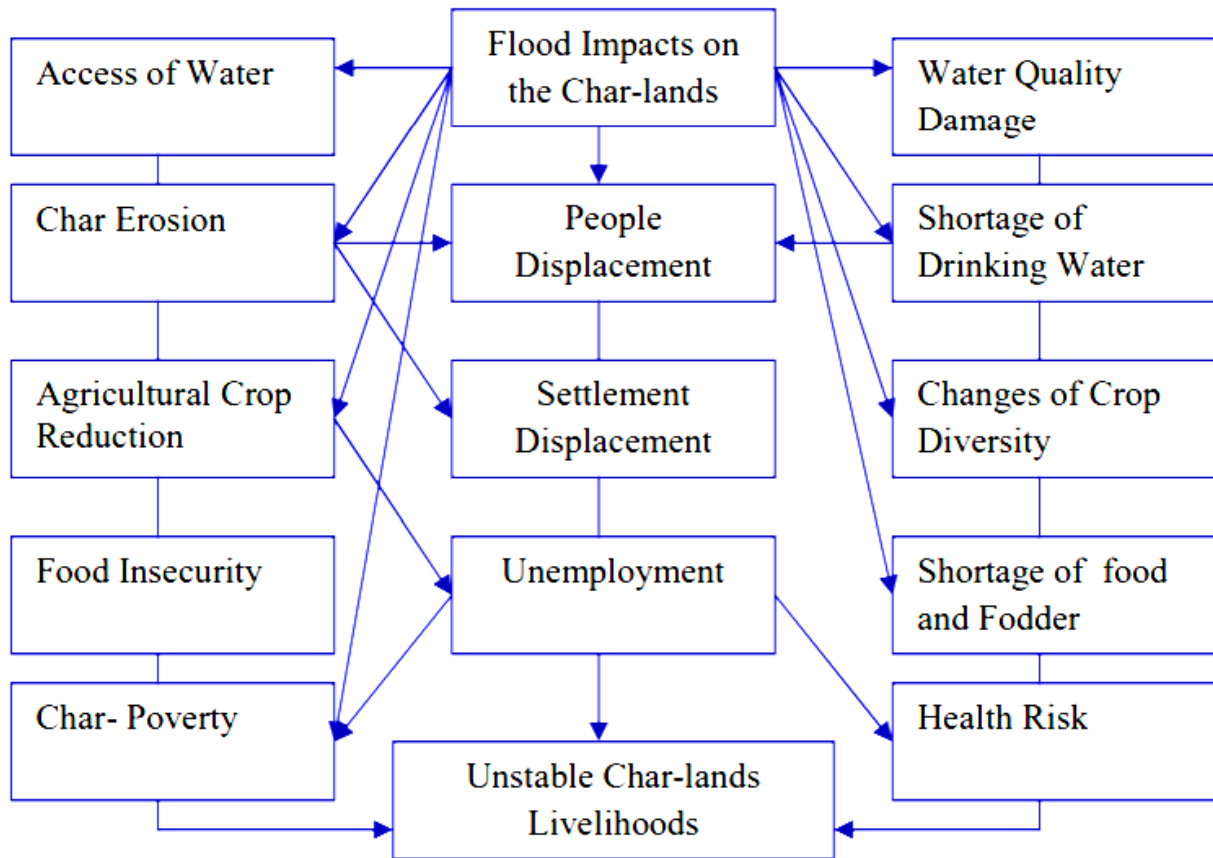 Flood Impacts on
the Char-lands
Access of Water
Water Quality
Damage
Char Erosion
People
Displacement
Shortage of
Drinking Water
Agricultural Crop
Reduction
Settlement
Displacement
Changes of Crop
Diversity
Food Insecurity
Unemployment
Shortage of food
and Fodder
Char- Poverty
Health Risk
Unstable Char-lands
Livelihoods